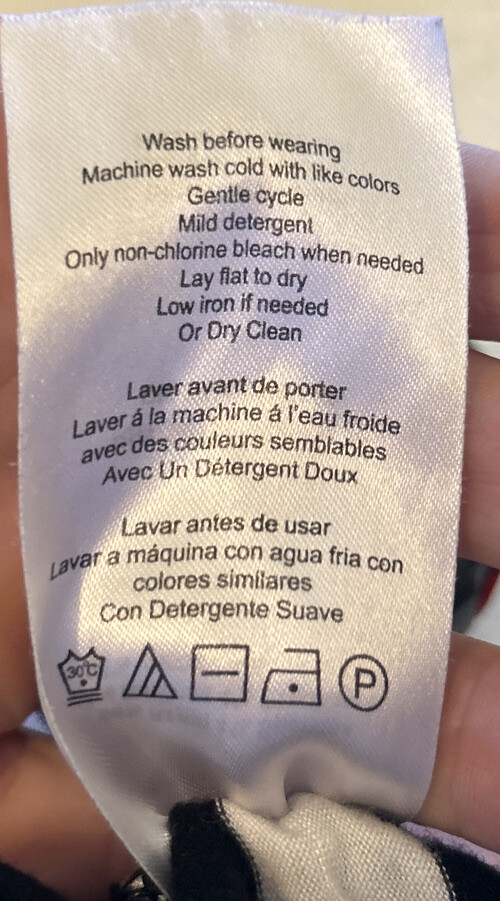 Wash before wearing
Machine wash cold with like colors
Gentle cycle
Mild detergent
Only non-chlorine bleach when needed
Lay flat to dry
Low iron if needed
Or Dry Clean
Laver avant de porter
Laver á la machine á l'eau froide
avec des couleurs semblables
Avec Un Détergent Doux
Lavar antes de usar
Lavar a máquina con agua fria con
colores similares
Con Detergente Suave
30°C P